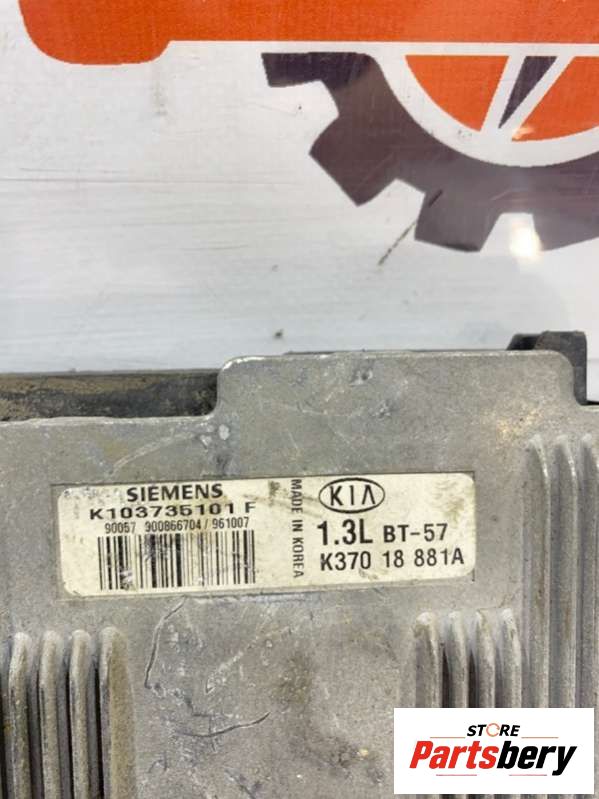 SIEMENS
K103735101 F
90057 900866704 / 961007
MADE IN KOREA
KIA
1.3L BT-57
K370 18 881A
STORE
Partsbery